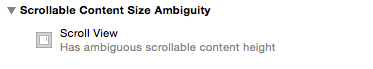 Scrollable Content Size Ambiguity
Scroll View
Has ambiguous scrollable content height